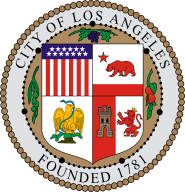 CITY OF LOS ANGELES
FOUNDED 1781